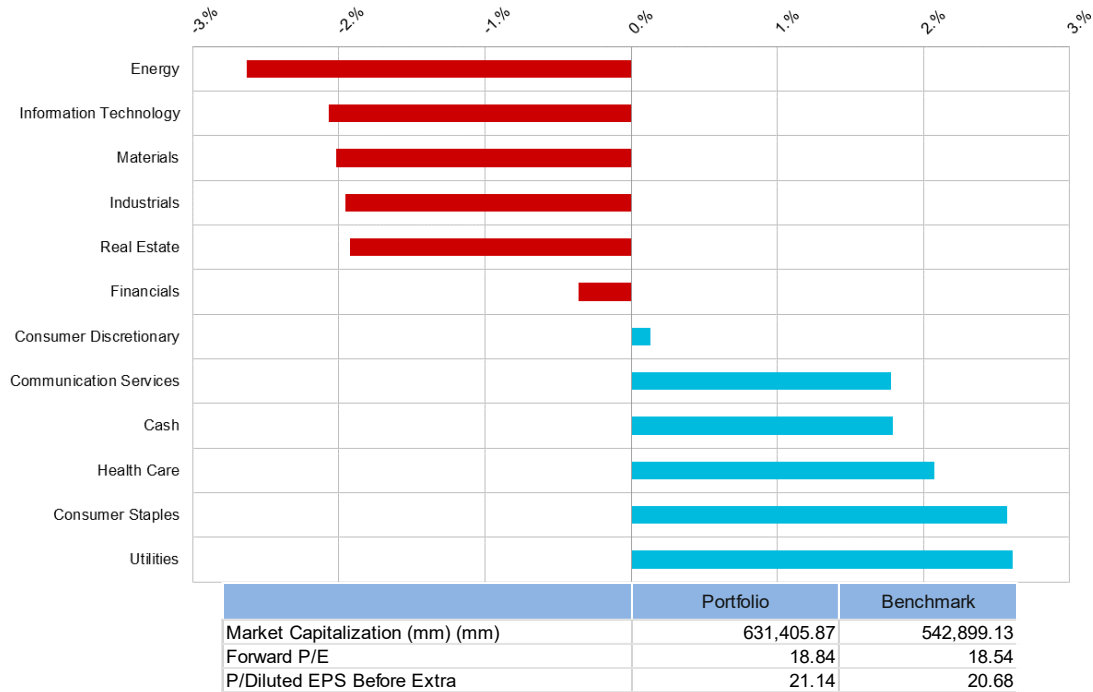 -3.% -2.% -1.% 0.% 1.% 2.% 3.%
Energy
Information Technology
Materials
Industrials
Real Estate
Financials
Consumer Discretionary
Communication Services
Cash
Health Care
Consumer Staples
Utilities
Portfolio Benchmark
Market Capitalization (mm) (mm) 631,405.87 542,899.13
Forward P/E 18.84 18.54
P/Diluted EPS Before Extra 21.14 20.68